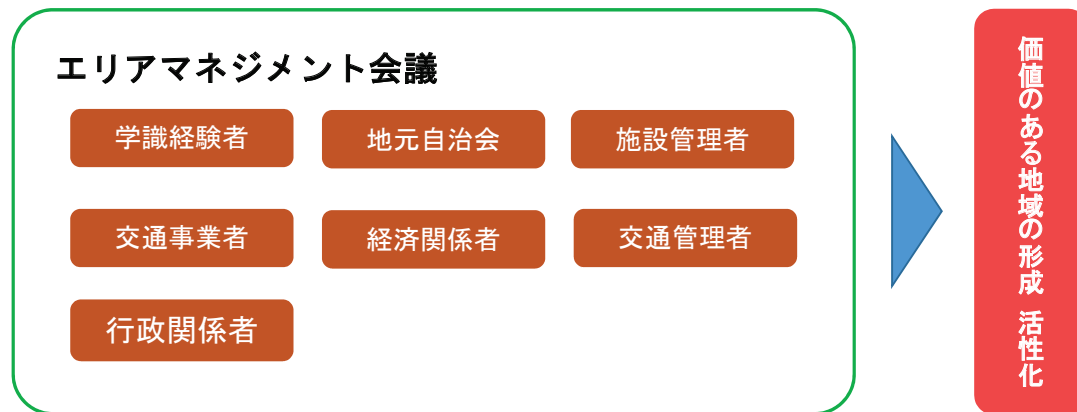 エリアマネジメント会議
学識経験者
地元自治会
施設管理者
交通事業者
経済関係者
交通管理者
行政関係者
価値のある地域の形成 活性化